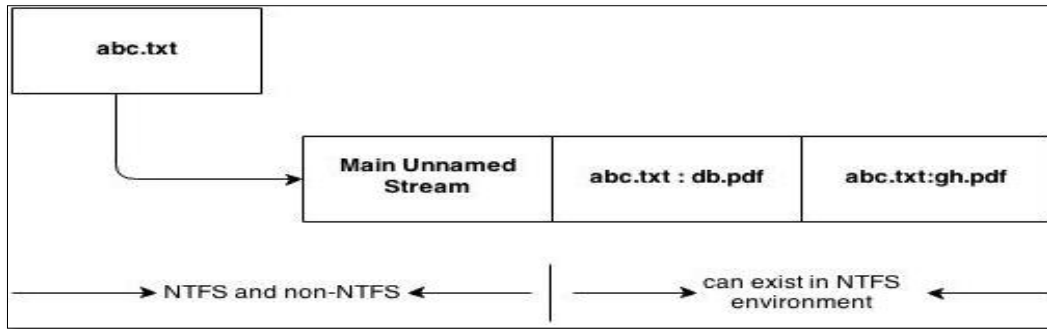 abc.txt
Main Unnamed
Stream
abc.txt : db.pdf
abc.txt:gh.pdf
NTFS and non-NTFS
can exist in NTFS
environment